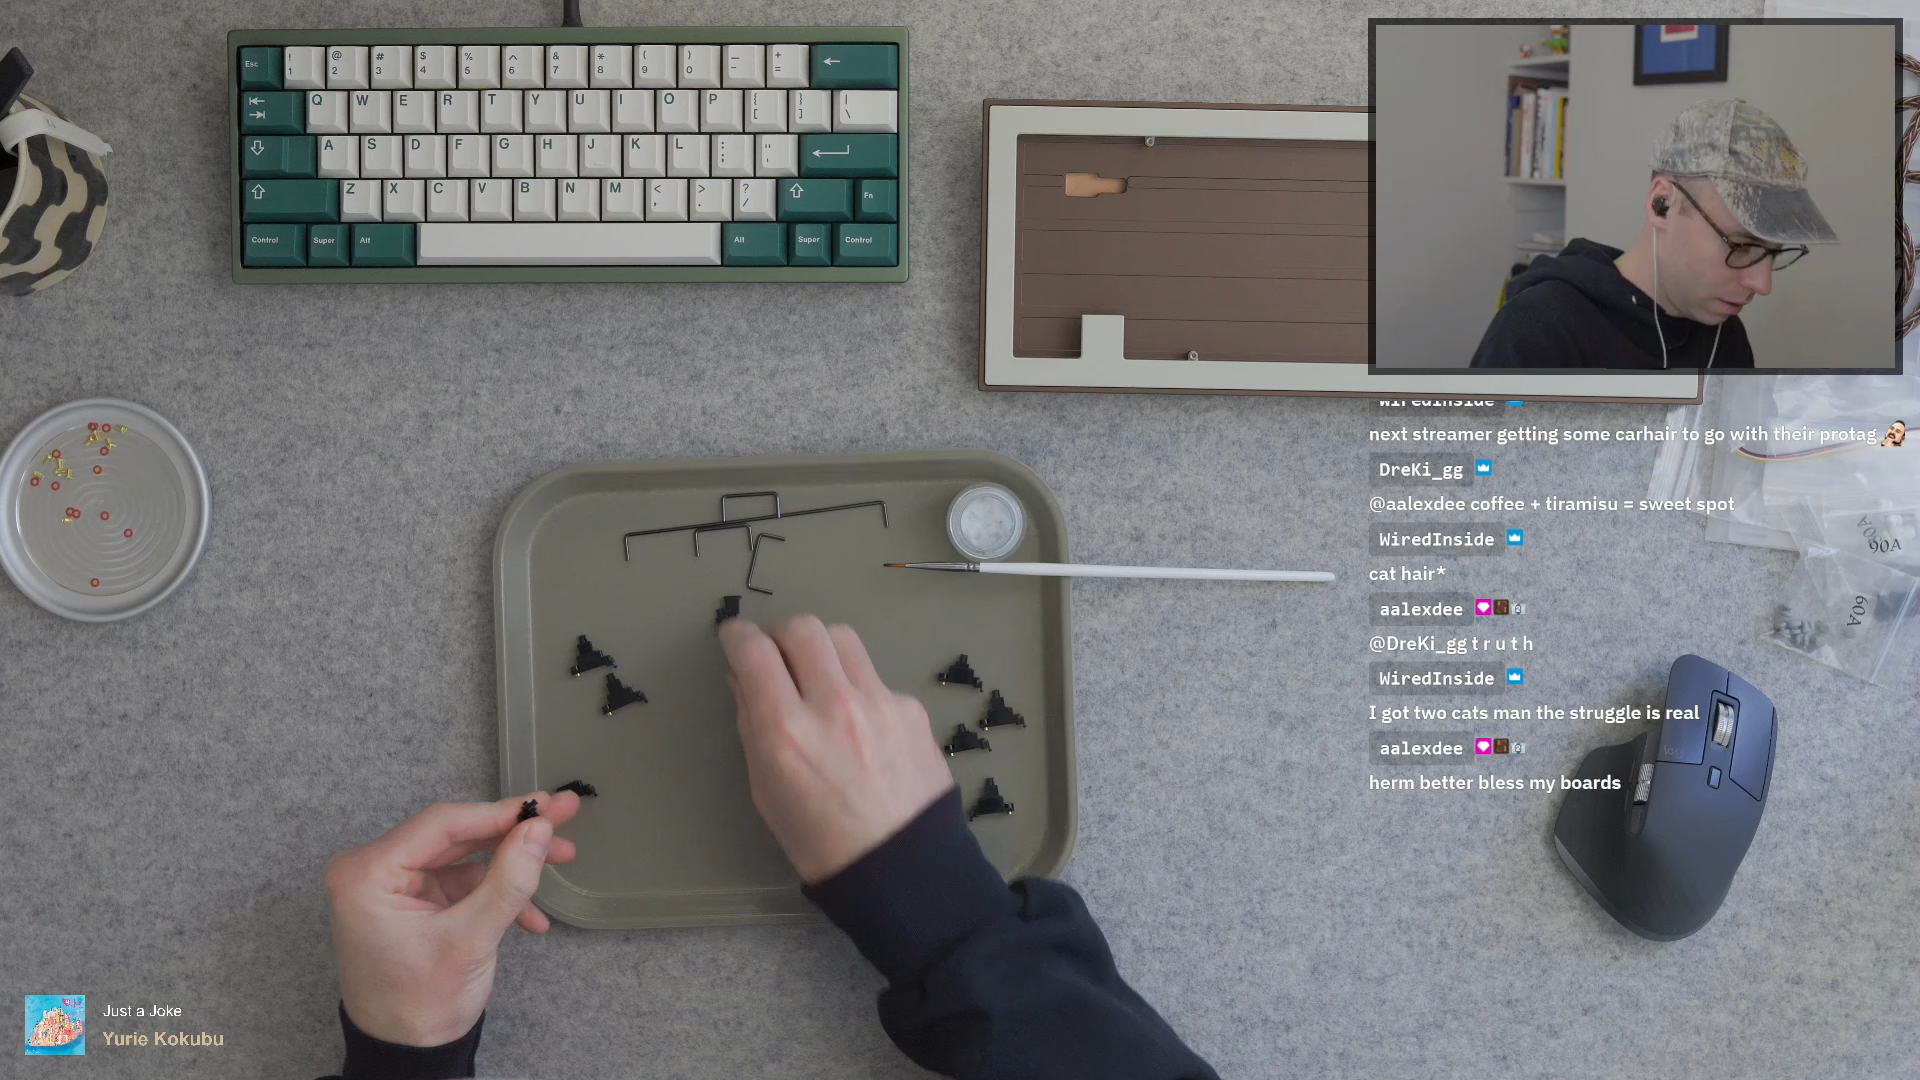 Esc ! 1 @ 2 # 3 $ 4 % 5 ^ 6 & 7 * 8 ( 9 ) 0 _ - + =
Q W E R T Y U I O P { [ } ] | \
A S D F G H J K L : ; " '
Z X C V B N M < , > . ? / Fn
Control Super Alt Alt Super Control
WiredInside
next streamer getting some carhair to go with their protag
DreKi_gg
@aalexdee coffee + tiramisu = sweet spot
WiredInside
cat hair*
aalexdee
@DreKi_gg t r u t h
WiredInside
I got two cats man the struggle is real
aalexdee
herm better bless my boards
90A
60A
Just a Joke
Yurie Kokubu